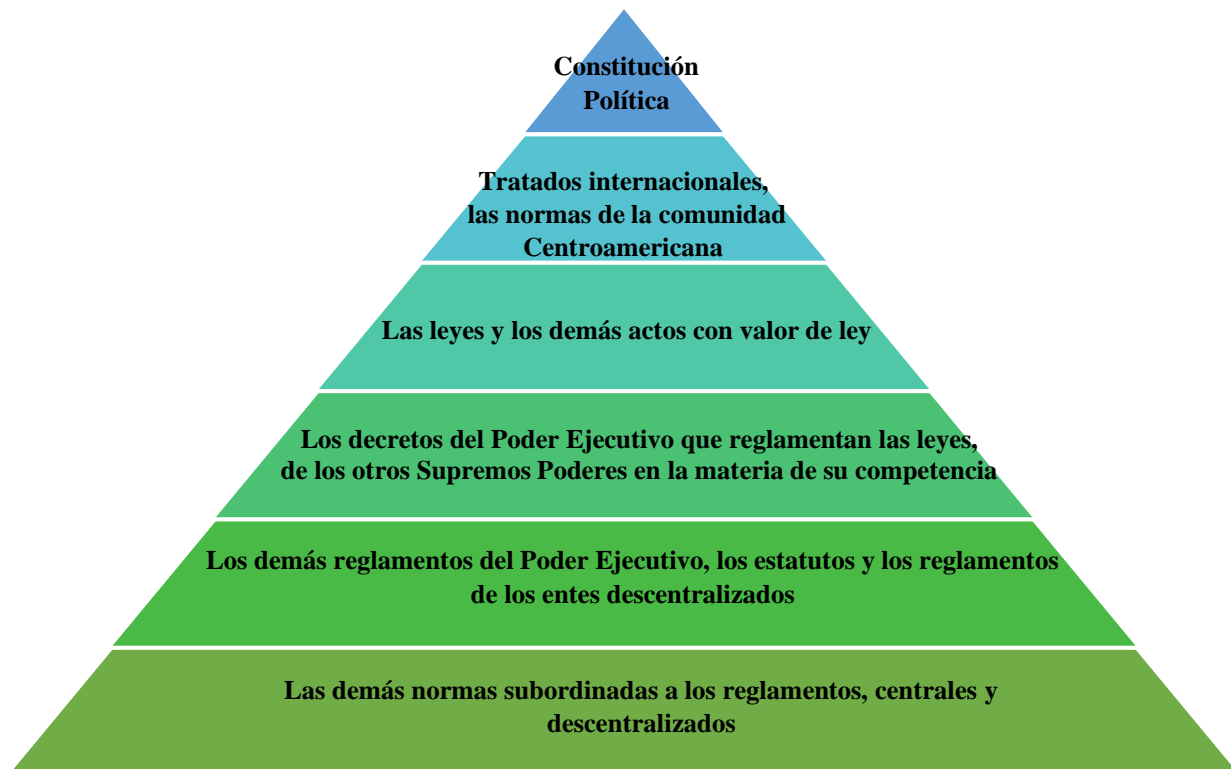 Constitución
Política
Tratados internacionales,
las normas de la comunidad
Centroamericana
Las leyes y los demás actos con valor de ley
Los decretos del Poder Ejecutivo que reglamentan las leyes,
de los otros Supremos Poderes en la materia de su competencia
Los demás reglamentos del Poder Ejecutivo, los estatutos y los reglamentos
de los entes descentralizados
Las demás normas subordinadas a los reglamentos, centrales y
descentralizados